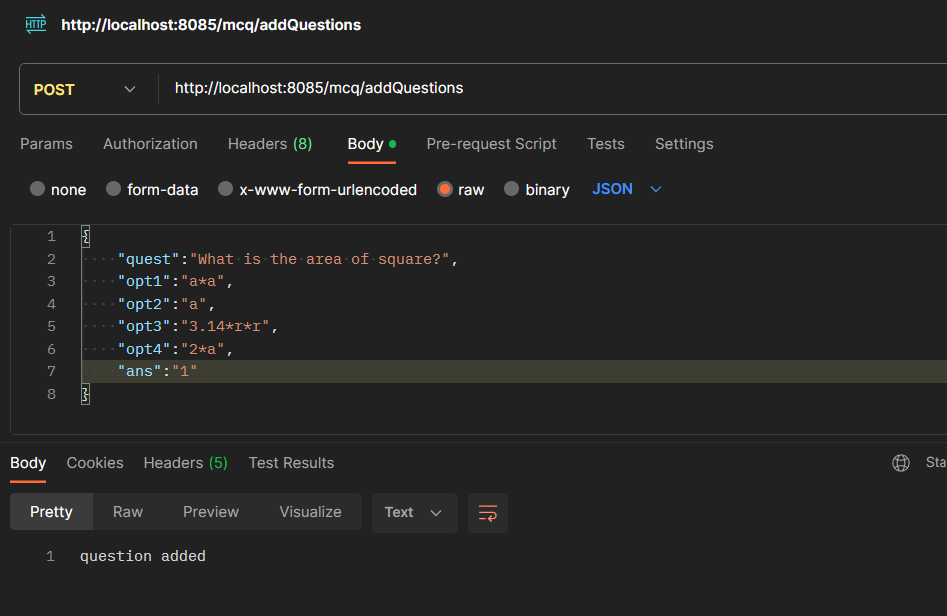 HTTP http://localhost:8085/mcq/addQuestions
POST http://localhost:8085/mcq/addQuestions
Params Authorization Headers (8) Body Pre-request Script Tests Settings
none form-data x-www-form-urlencoded raw binary JSON
1 {
2 "quest":"What is the area of square?",
3 "opt1":"a*a",
4 "opt2":"a",
5 "opt3":"3.14*r*r",
6 "opt4":"2*a",
7 "ans":"1"
8 }
Body Cookies Headers (5) Test Results Sta
Pretty Raw Preview Visualize Text
1 question added